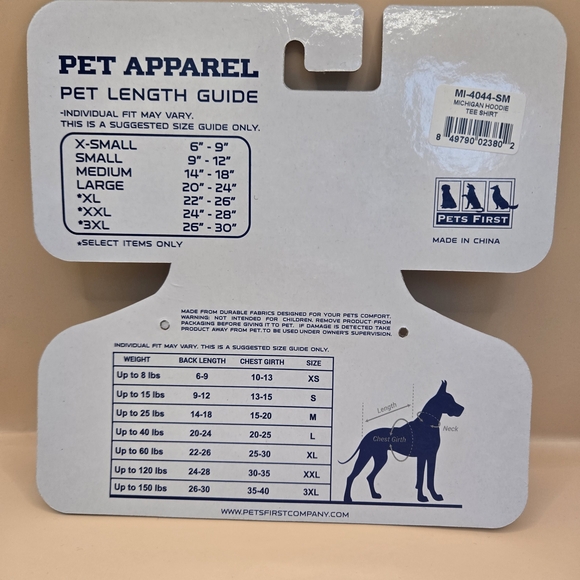 PET APPAREL
PET LENGTH GUIDE
-INDIVIDUAL FIT MAY VARY.
THIS IS A SUGGESTED SIZE GUIDE ONLY.
X-SMALL 6" - 9"
SMALL 9" - 12"
MEDIUM 14" - 18"
LARGE 20" - 24"
*XL 22" - 26"
*XXL 24" - 28"
*3XL 26" - 30"
*SELECT ITEMS ONLY
MI-4044-SM
MICHIGAN HOODIE
TEE SHIRT
8 49790 02380 2
PETS FIRST
MADE IN CHINA
MADE FROM DURABLE FABRICS DESIGNED FOR YOUR PETS COMFORT.
WARNING: NOT INTENDED FOR CHILDREN. REMOVE PRODUCT FROM
PACKAGING BEFORE GIVING IT TO PET. IF DAMAGE IS DETECTED TAKE
PRODUCT AWAY FROM PET.TO BE USED UNDER OWNER'S SUPERVISION.
INDIVIDUAL FIT MAY VARY. THIS IS A SUGGESTED SIZE GUIDE ONLY.
WEIGHT BACK LENGTH CHEST GIRTH SIZE
Up to 8 lbs 6-9 10-13 XS
Up to 15 lbs 9-12 13-15 S
Up to 25 lbs 14-18 15-20 M
Up to 40 lbs 20-24 20-25 L
Up to 60 lbs 22-26 25-30 XL
Up to 120 lbs 24-28 30-35 XXL
Up to 150 lbs 26-30 35-40 3XL
Length
Neck
Chest Girth
WWW.PETSFIRSTCOMPANY.COM